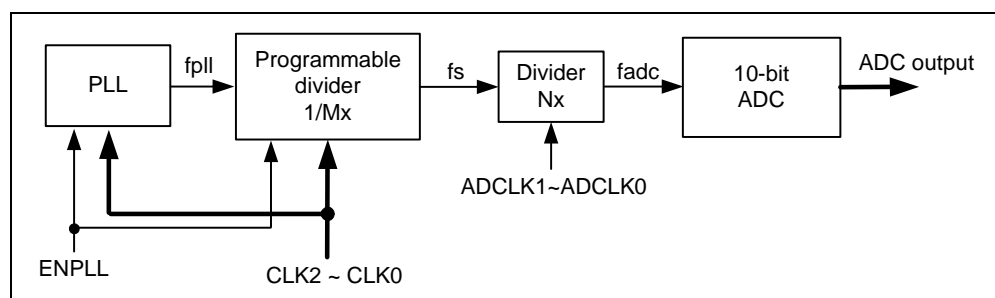 PLL
fpll
Programmable
divider
1/Mx
fs
Divider
Nx
fadc
10-bit
ADC
ADC output
ADCLK1~ADCLK0
ENPLL
CLK2 ~ CLK0